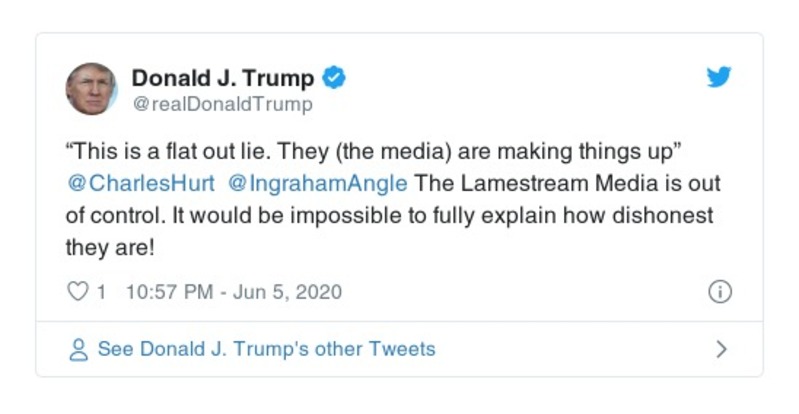 Donald J. Trump
@realDonaldTrump
“This is a flat out lie. They (the media) are making things up”
@CharlesHurt @IngrahamAngle The Lamestream Media is out
of control. It would be impossible to fully explain how dishonest
they are!
1 10:57 PM - Jun 5, 2020
See Donald J. Trump's other Tweets